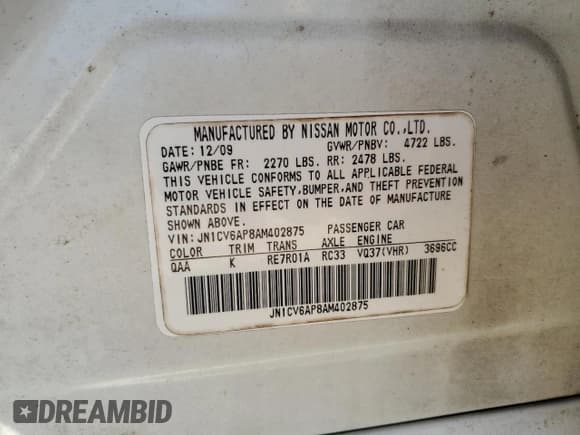 MANUFACTURED BY NISSAN MOTOR CO.,LTD.
DATE: 12/09 GVWR/PNBV: 4722 LBS.
GAWR/PNBE FR: 2270 LBS. RR: 2478 LBS.
THIS VEHICLE CONFORMS TO ALL APPLICABLE FEDERAL
MOTOR VEHICLE SAFETY,BUMPER,AND THEFT PREVENTION
STANDARDS IN EFFECT ON THE DATE OF MANUFACTURE
SHOWN ABOVE.
VIN: JN1CV6AP8AM402875 PASSENGER CAR
COLOR TRIM TRANS AXLE ENGINE
QAA K RE7R01A RC33 VQ37(VHR) 3696CC
JN1CV6AP8AM402875
DREAMBID